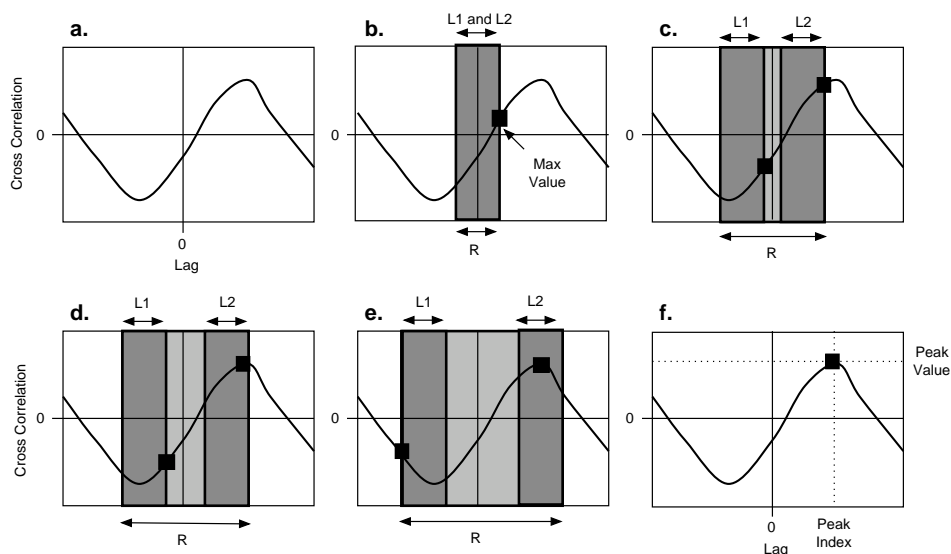 a.
Cross Correlation
0
0
Lag
b.
L1 and L2
0
Max
Value
R
c.
L1
L2
0
R
d.
L1
L2
Cross Correlation
0
R
e.
L1
L2
0
R
f.
0
Peak
Value
0
Lag
Peak
Index